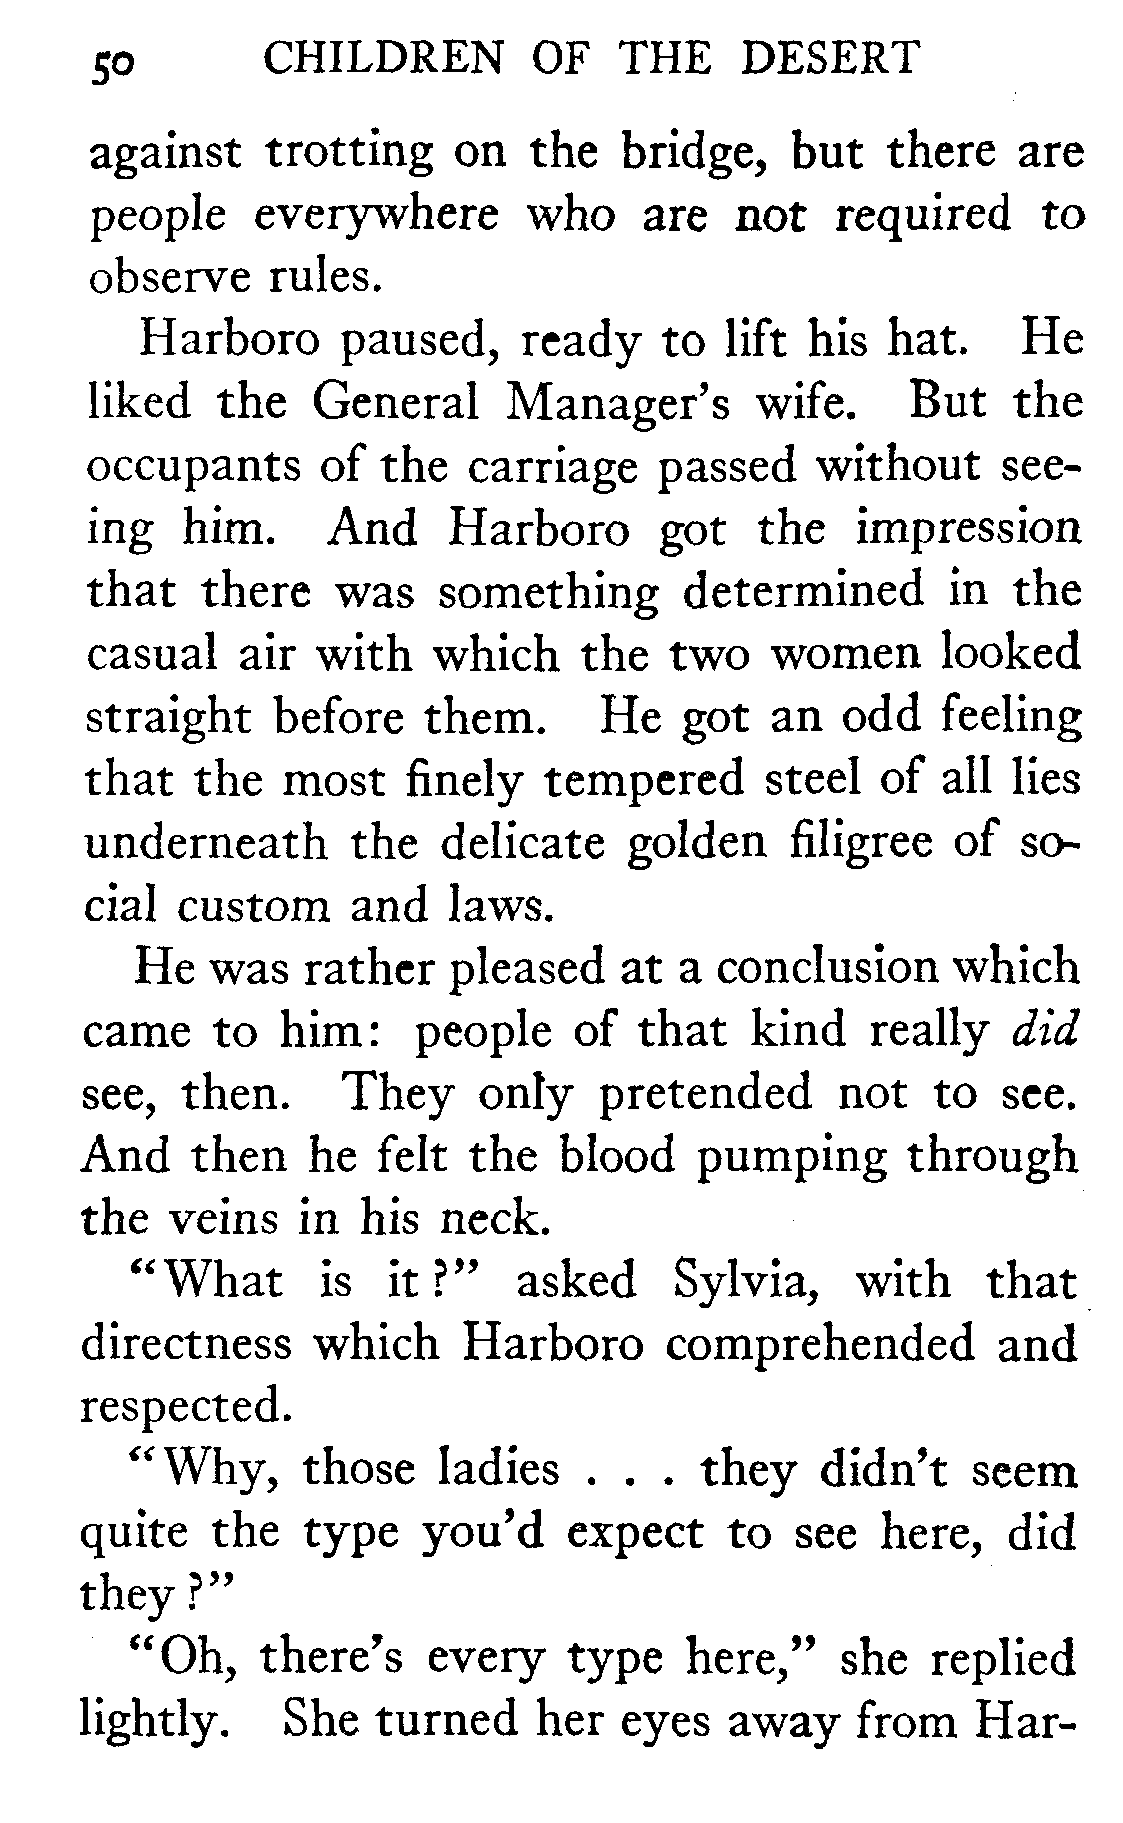 50 CHILDREN OF THE DESERT
against trotting on the bridge, but there are
people everywhere who are not required to
observe rules.
Harboro paused, ready to lift his hat. He
liked the General Manager's wife. But the
occupants of the carriage passed without see-
ing him. And Harboro got the impression
that there was something determined in the
casual air with which the two women looked
straight before them. He got an odd feeling
that the most finely tempered steel of all lies
underneath the delicate golden filigree of so-
cial custom and laws.
He was rather pleased at a conclusion which
came to him: people of that kind really did
see, then. They only pretended not to see.
And then he felt the blood pumping through
the veins in his neck.
"What is it?" asked Sylvia, with that
directness which Harboro comprehended and
respected.
"Why, those ladies . . . they didn't seem
quite the type you'd expect to see here, did
they?"
"Oh, there's every type here," she replied
lightly. She turned her eyes away from Har-